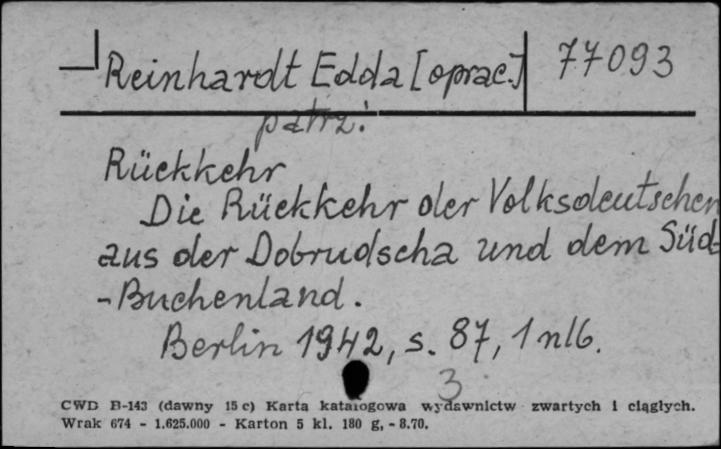 Reinhardt Edda [oprac.] 77093
patrz:
Rückkehr
Die Rückkehr der Volksdeutschen
aus der Dobrudscha und dem Süd-
-Buchenland.
Berlin 1942, s. 87, 1 nlb.
3
CWD B-143 (dawny 15 c) Karta katalogowa wydawnictw zwartych i ciągłych.
Wrak 674 - 1.625.000 - Karton 5 kl. 180 g, - 8.70.